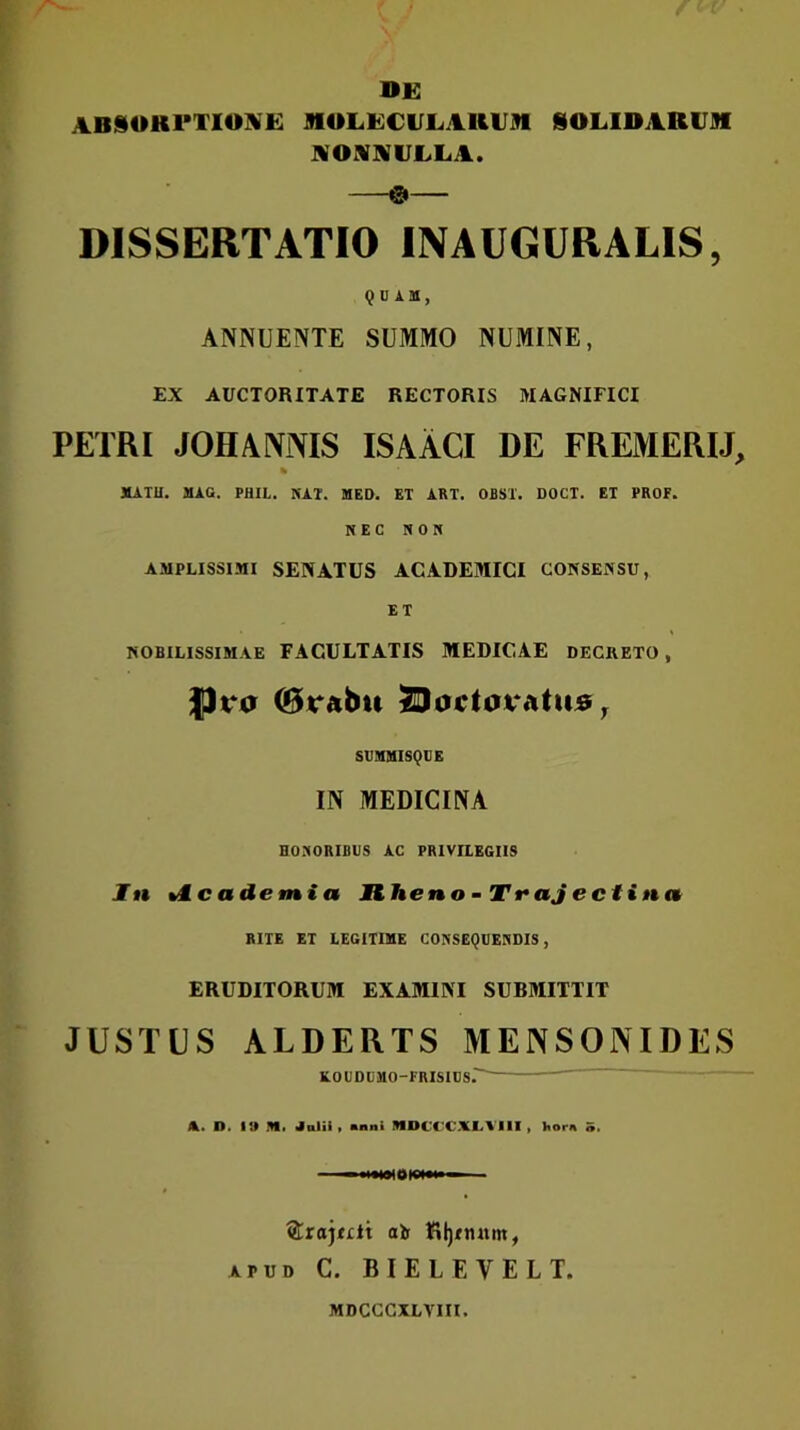 DE
ABSORPTIONE MOLECULARUM SOLIDARUM
NONNULLA.
DISSERTATIO INAUGURALIS,
QUAM,
ANNUENTE SUMMO NUMINE,
EX AUCTORITATE RECTORIS MAGNIFICI
PETRI JOHANNIS ISAÄCI DE FREMERIJ,
MATH. MAG. PHIL. NAT. MED. ET ART. OBST. DOCT. ET PROF.
NEC NON
AMPLISSIMI SENATUS ACADEMICI CONSENSU,
ET
NOBILISSIMAE FACULTATIS MEDICAE DECRETO,
Pro Gradu Doctoratus,
SUMMISQUE
IN MEDICINA
HONORIBUS AC PRIVILEGIIS
In Academia Rheno-Trajectina
RITE ET LEGITIME CONSEQUENDIS,
ERUDITORUM EXAMINI SUBMITTIT
JUSTUS ALDERTS MENSONIDES
KOUDUMO-FRISIUS.
A. D. 19 M. Julii, anni MDCCCXLVIII, hora 5.
Trajecti ad Rhenum,
APUD C. BIELEVELT.
MDCCCXLVIII.